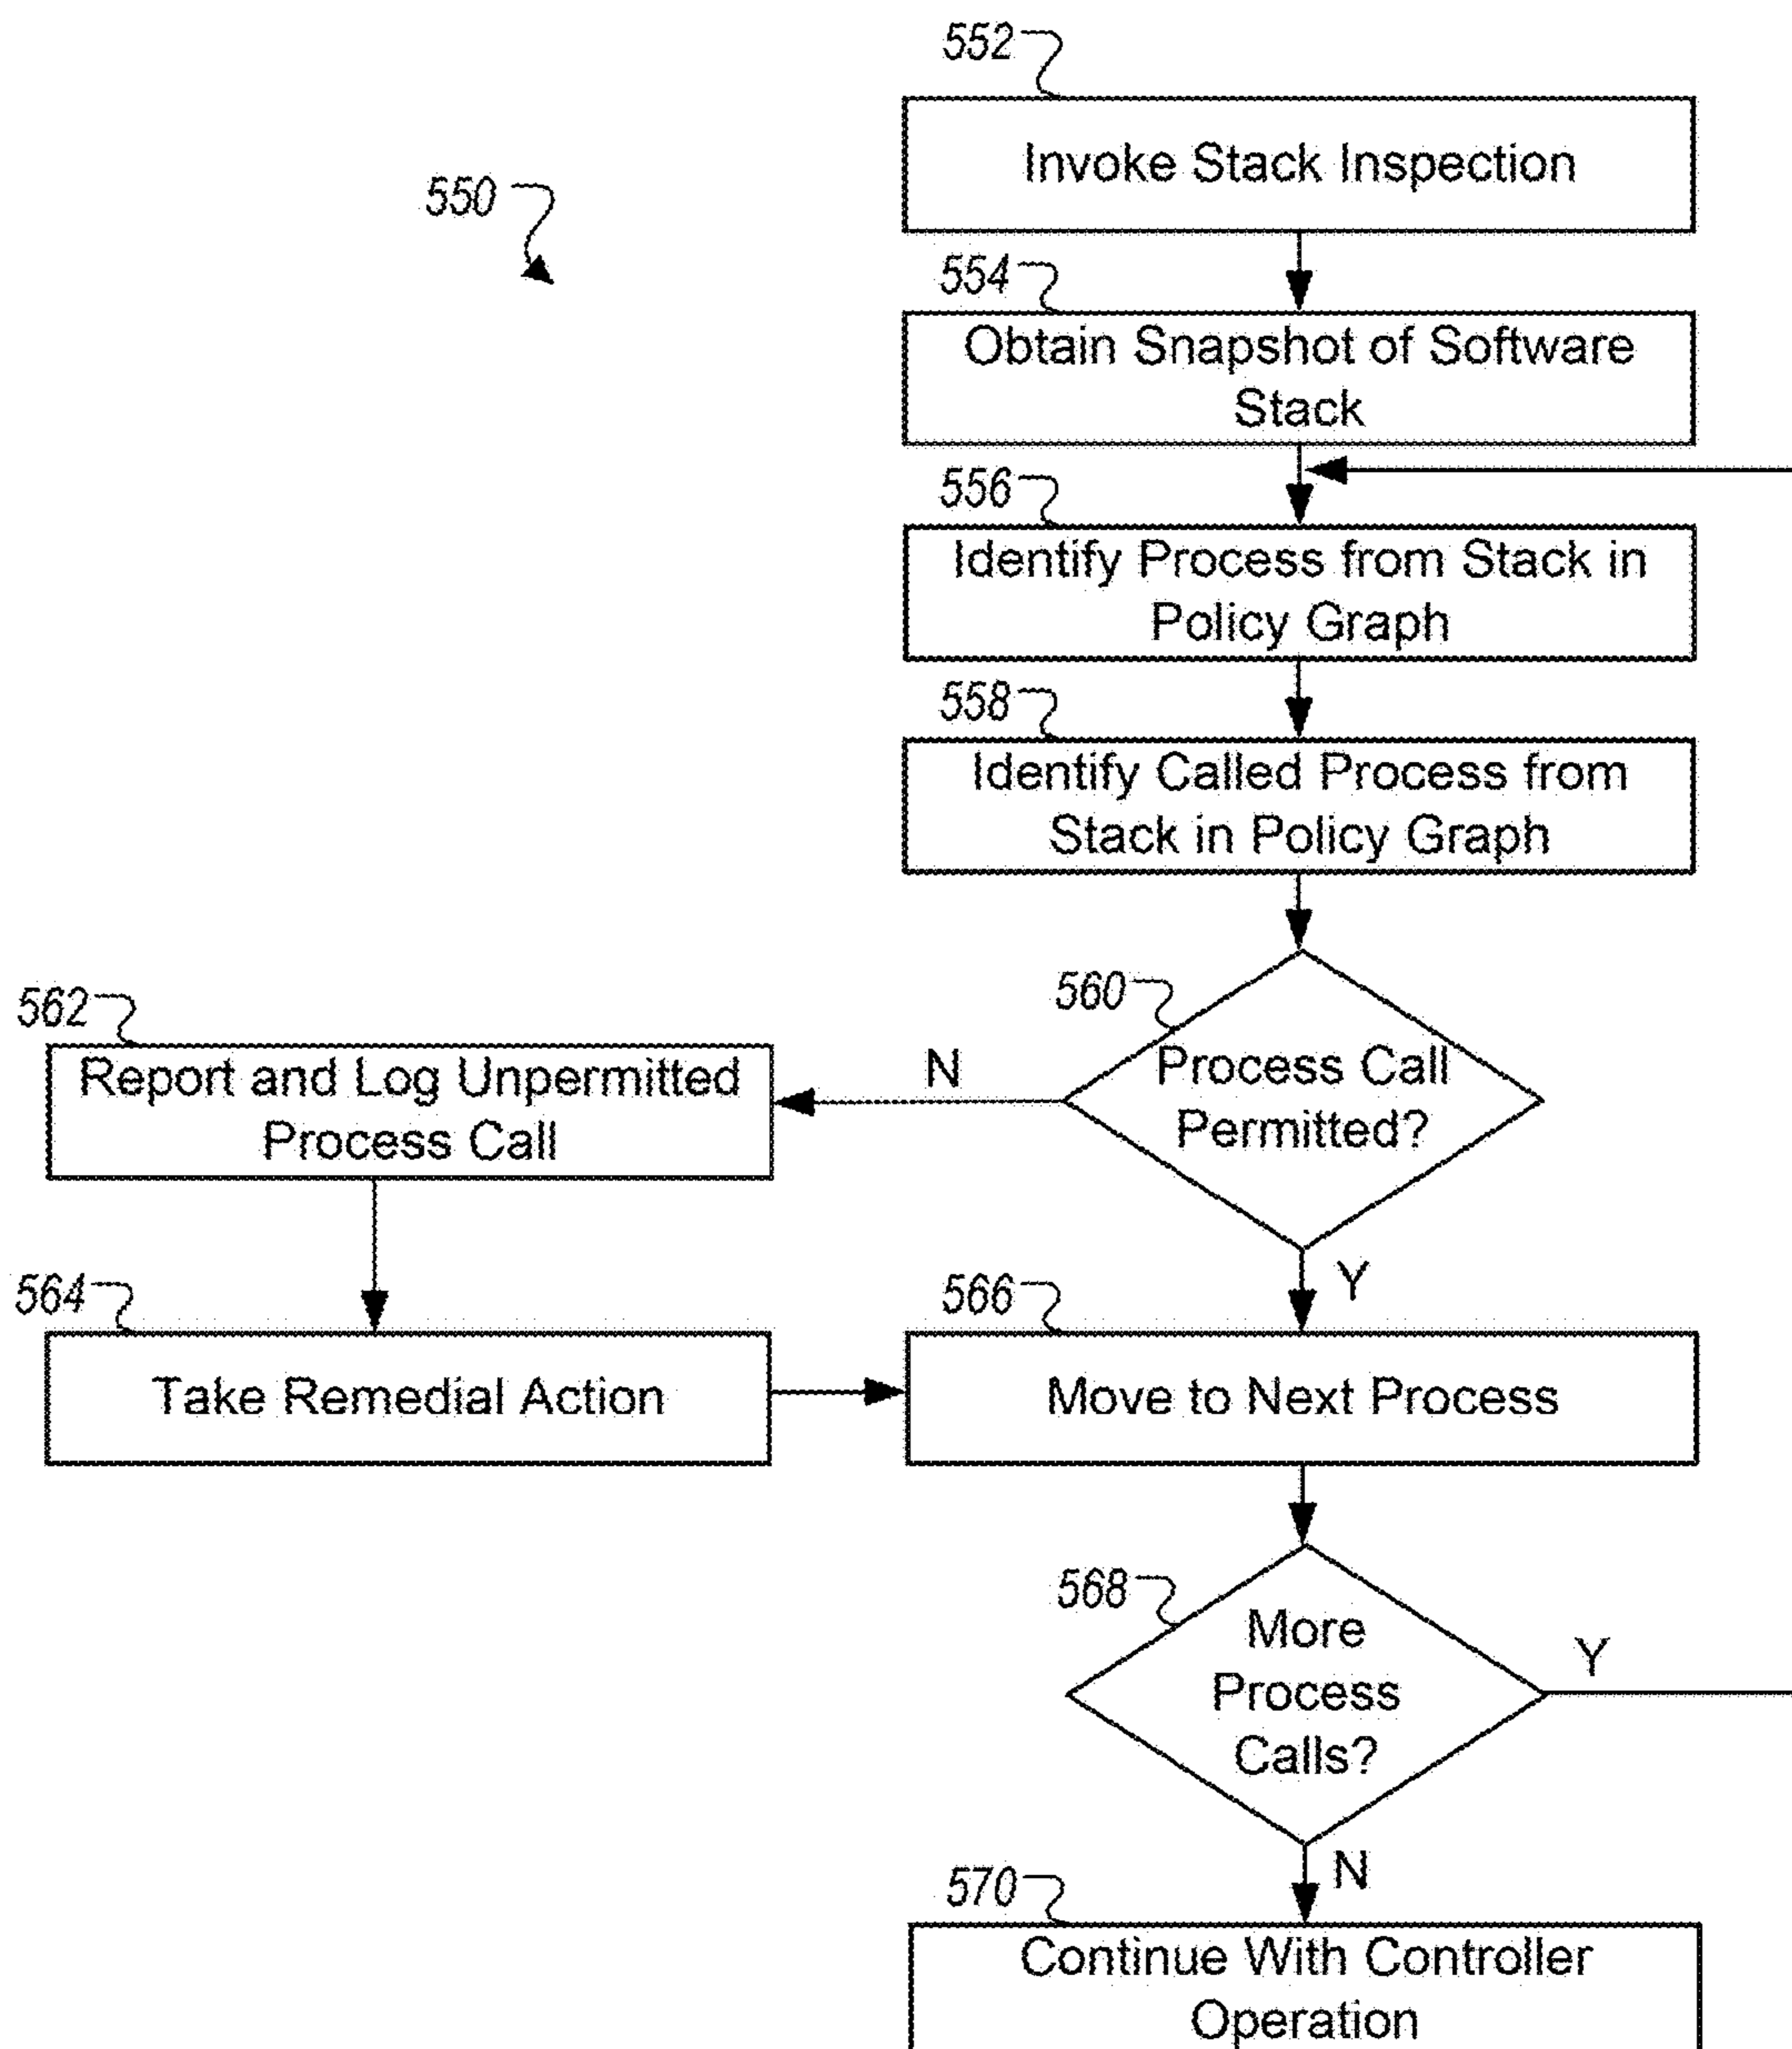 552
Invoke Stack Inspection
550
554
Obtain Snapshot of Software
Stack
556
Identify Process from Stack in
Policy Graph
558
Identify Called Process from
Stack in Policy Graph
560
Process Call
Permitted?
N
562
Report and Log Unpermitted
Process Call
Y
564
Take Remedial Action
566
Move to Next Process
568
More
Process
Calls?
Y
N
570
Continue With Controller
Operation